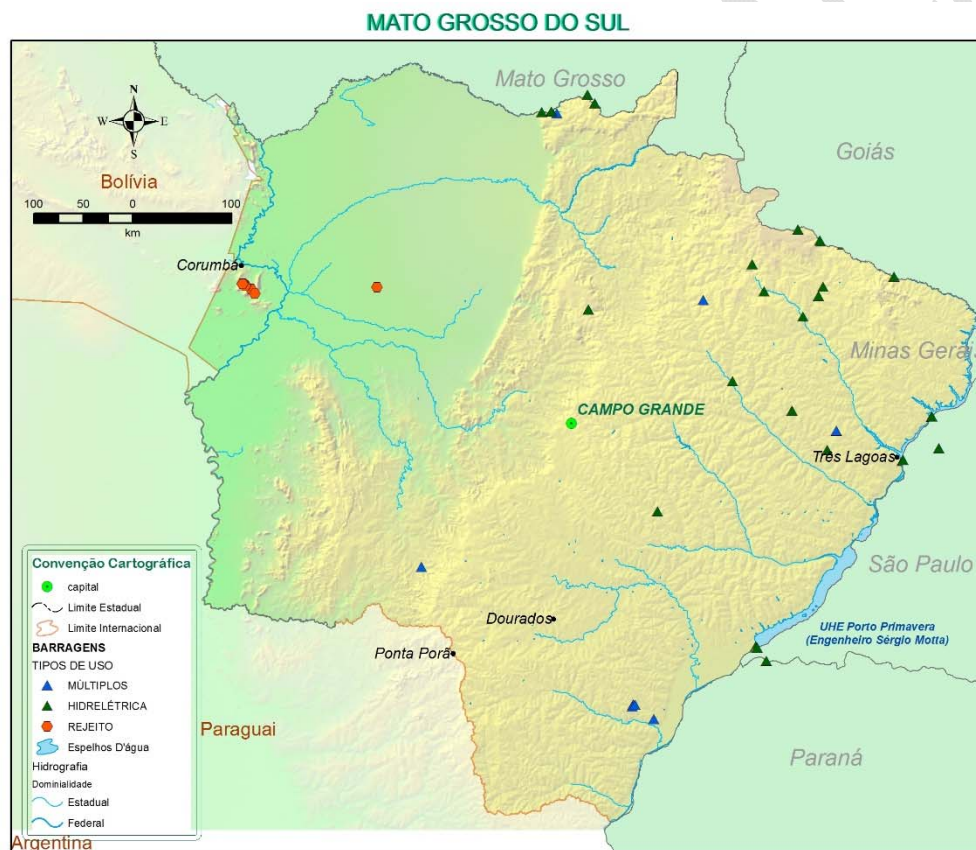 MATO GROSSO DO SUL
Mato Grosso
N
W
E
S
Goiás
Bolívia
100
0
100
km
Corumbá
Minas Gerais
CAMPO GRANDE
Três Lagoas
São Paulo
Dourados
UHE Porto Primavera
(Engenheiro Sérgio Motta)
Ponta Porã
Paraguai
Paraná
Argentina
Convenção Cartográfica
capital
Limite Estadual
Limite Internacional
BARRAGENS
TIPOS DE USO
MÚLTIPLOS
HIDRELÉTRICA
REJEITO
Espelhos D'água
Hidrografia
Dominialidade
Estadual
Federal